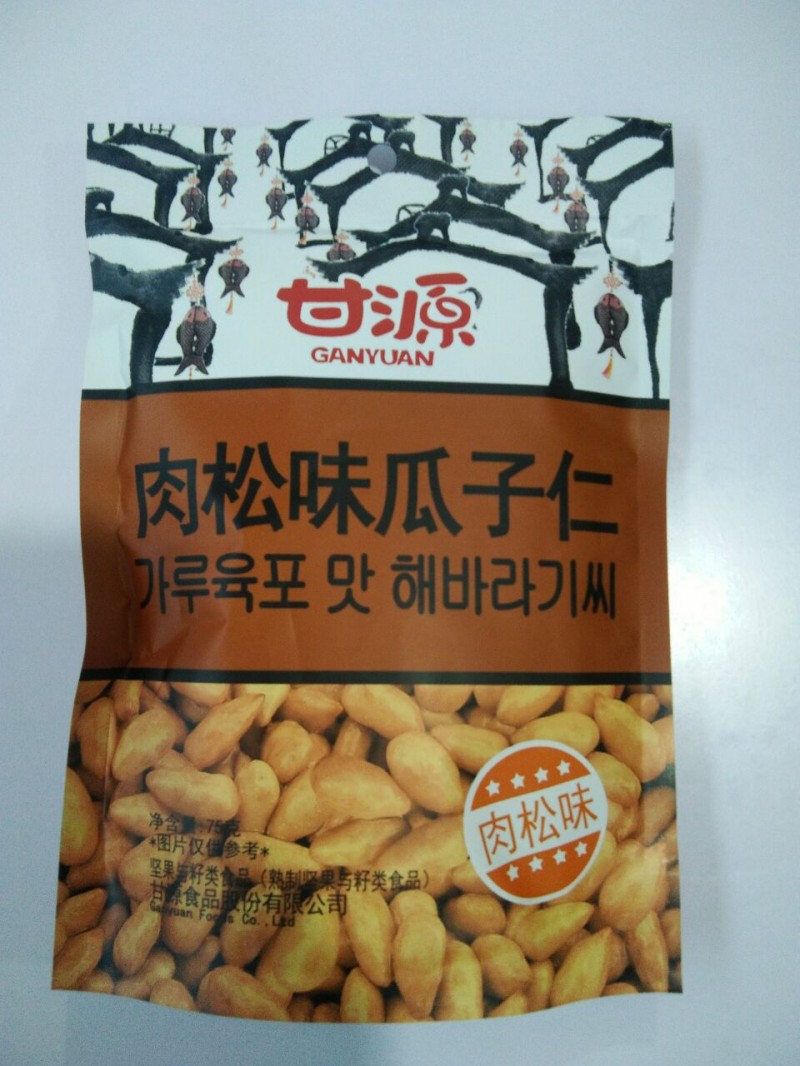 甘源
GANYUAN
肉松味瓜子仁
가루육포 맛 해바라기씨
肉松味
净含量:75克
*图片仅供参考*
坚果与籽类食品（熟制坚果与籽类食品）
甘源食品股份有限公司
Ganyuan Foods Co.,Ltd